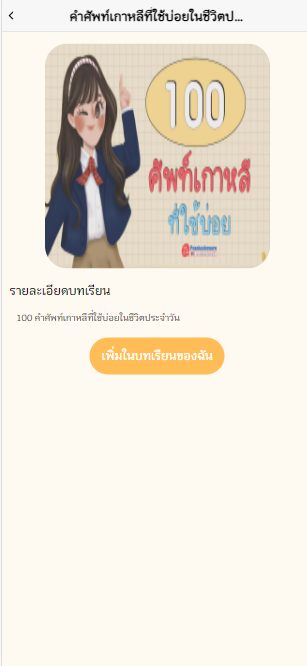 คำศัพท์เกาหลีที่ใช้บ่อยในชีวิตป...
100
ศัพท์เกาหลี
ที่ใช้บ่อย
รายละเอียดบทเรียน
100 คำศัพท์เกาหลีที่ใช้บ่อยในชีวิตประจำวัน
เพิ่มในบทเรียนของฉัน